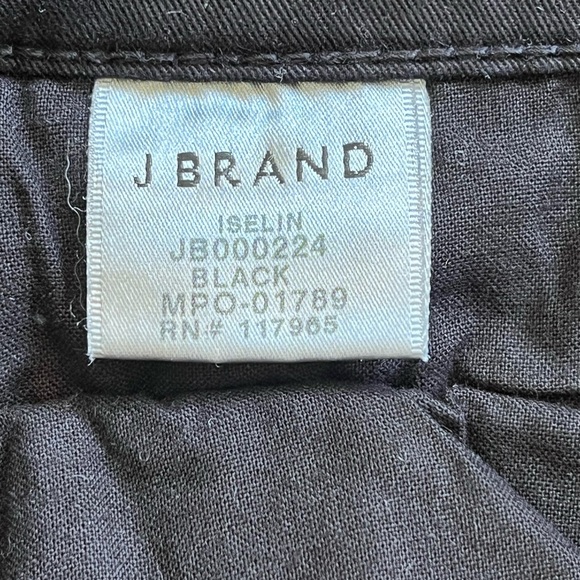 J BRAND
ISELIN
JB000224
BLACK
MPO-01789
RN# 117965